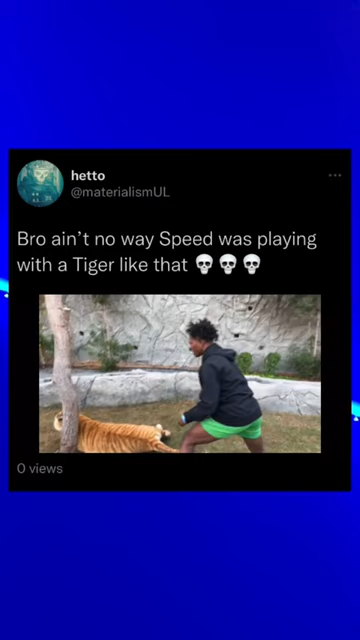 hetto
@materialismUL
Bro ain't no way Speed was playing
with a Tiger like that 💀💀💀
0 views